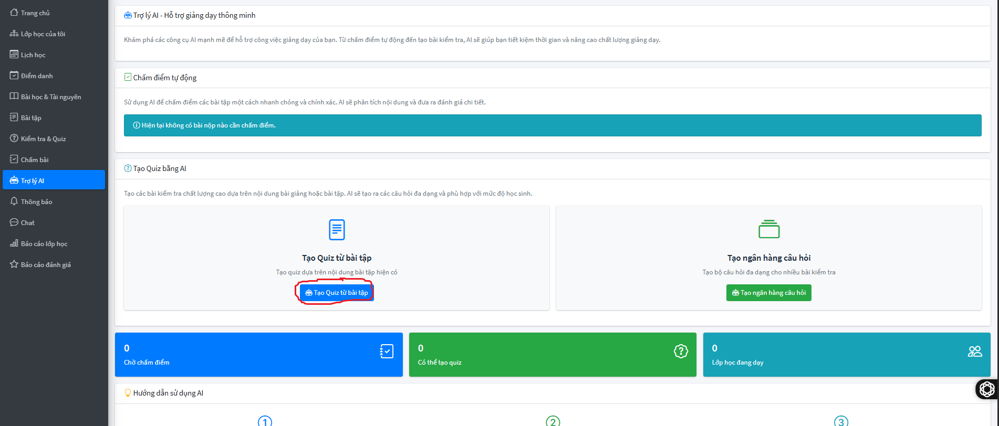 Trang chủ
Lớp học của tôi
Lịch học
Điểm danh
Bài học & Tài nguyên
Bài tập
Kiểm tra & Quiz
Chấm bài
Trợ lý AI
Thông báo
Chat
Báo cáo lớp học
Báo cáo đánh giá
Trợ lý AI - Hỗ trợ giảng dạy thông minh
Khám phá các công cụ AI mạnh mẽ để hỗ trợ công việc giảng dạy của bạn. Từ chấm điểm tự động đến tạo bài kiểm tra, AI sẽ giúp bạn tiết kiệm thời gian và nâng cao chất lượng giảng dạy.
Chấm điểm tự động
Sử dụng AI để chấm điểm các bài tập một cách nhanh chóng và chính xác. AI sẽ phân tích nội dung và đưa ra đánh giá chi tiết.
Hiện tại không có bài nộp nào cần chấm điểm.
Tạo Quiz bằng AI
Tạo các bài kiểm tra chất lượng cao dựa trên nội dung bài giảng hoặc bài tập. AI sẽ tạo ra các câu hỏi đa dạng và phù hợp với mức độ học sinh.
Tạo Quiz từ bài tập
Tạo quiz dựa trên nội dung bài tập hiện có
Tạo Quiz từ bài tập
Tạo ngân hàng câu hỏi
Tạo bộ câu hỏi đa dạng cho nhiều bài kiểm tra
Tạo ngân hàng câu hỏi
0
Chờ chấm điểm
0
Có thể tạo quiz
0
Lớp học đang dạy
Hướng dẫn sử dụng AI
1
2
3